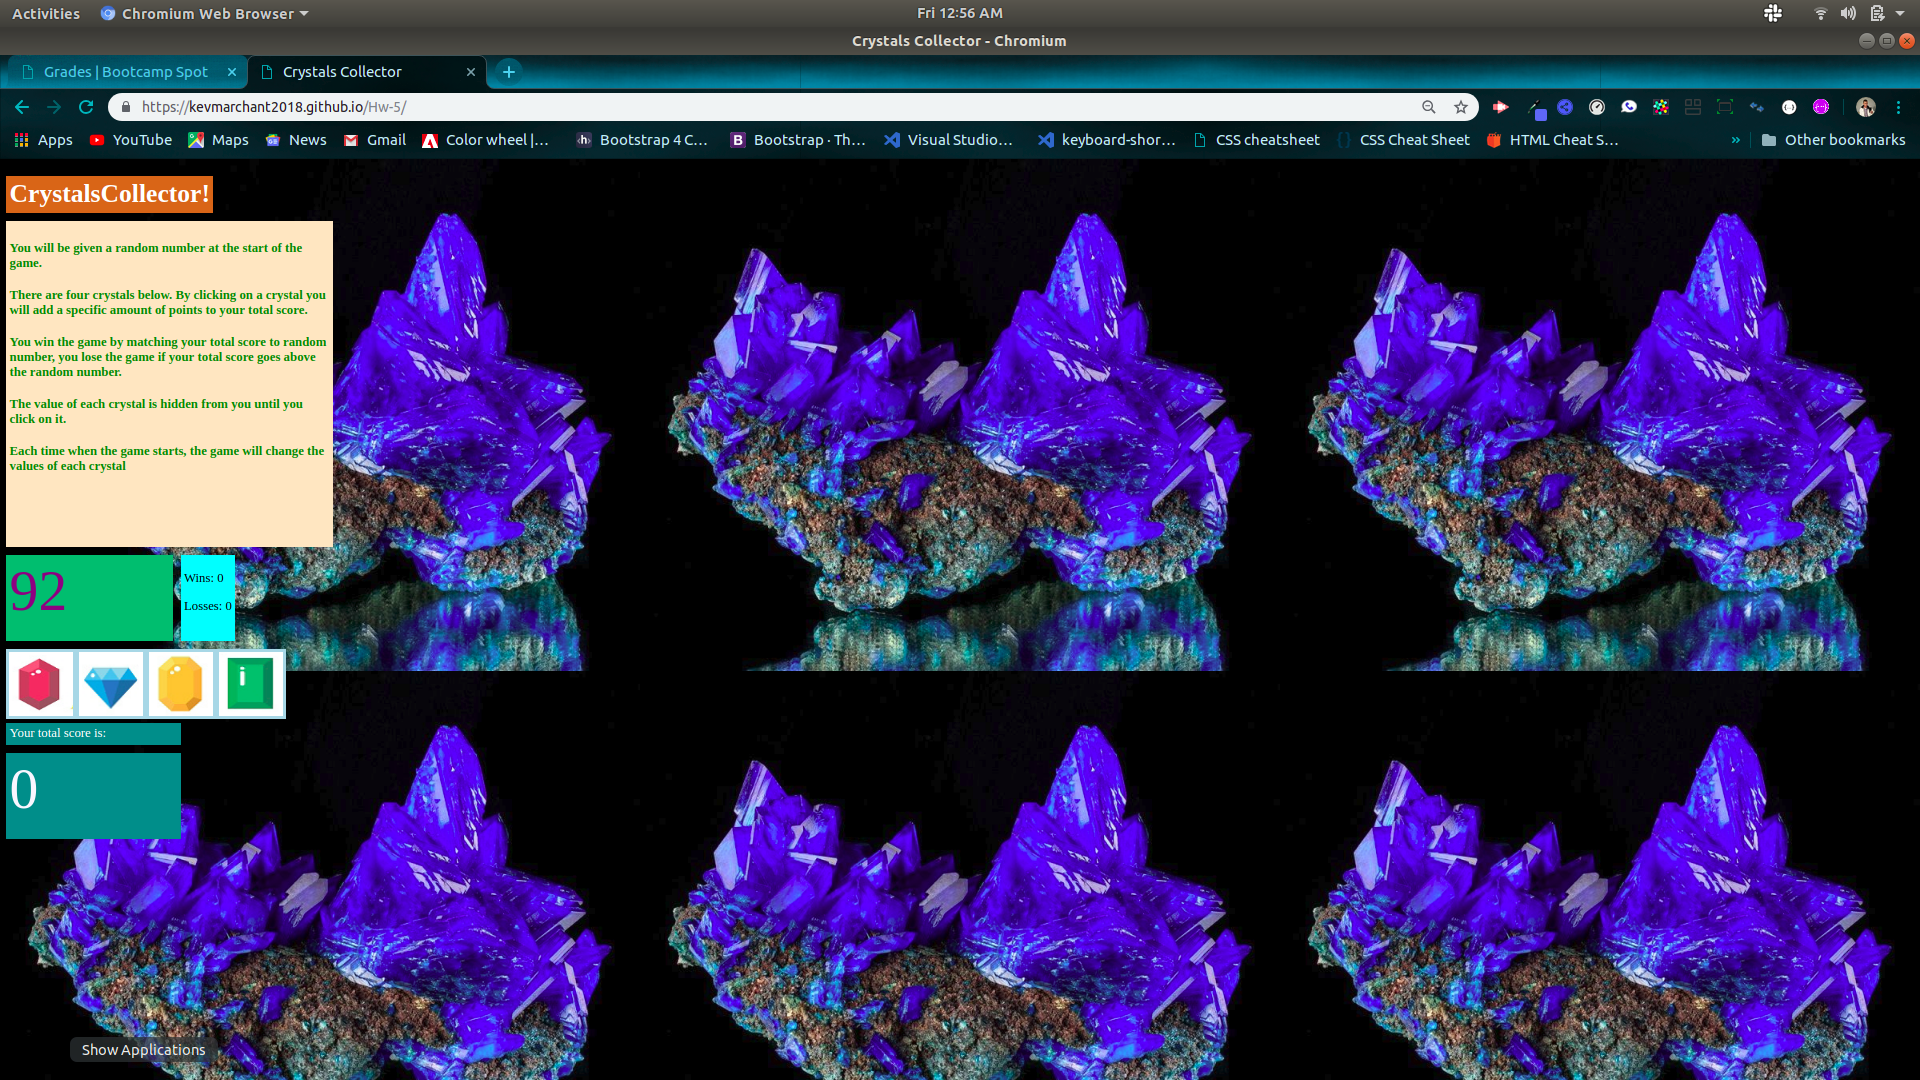 Activities
Chromium Web Browser
Fri 12:56 AM
Crystals Collector - Chromium
Grades | Bootcamp Spot
Crystals Collector
https://kevmarchant2018.github.io/Hw-5/
Apps
YouTube
Maps
News
Gmail
Color wheel |...
Bootstrap 4 C...
Bootstrap · Th...
Visual Studio...
keyboard-shor...
CSS cheatsheet
CSS Cheat Sheet
HTML Cheat S...
»
Other bookmarks
CrystalsCollector!
You will be given a random number at the start of the
game.
There are four crystals below. By clicking on a crystal you
will add a specific amount of points to your total score.
You win the game by matching your total score to random
number, you lose the game if your total score goes above
the random number.
The value of each crystal is hidden from you until you
click on it.
Each time when the game starts, the game will change the
values of each crystal
92
Wins: 0
Losses: 0
Your total score is:
0
Show Applications